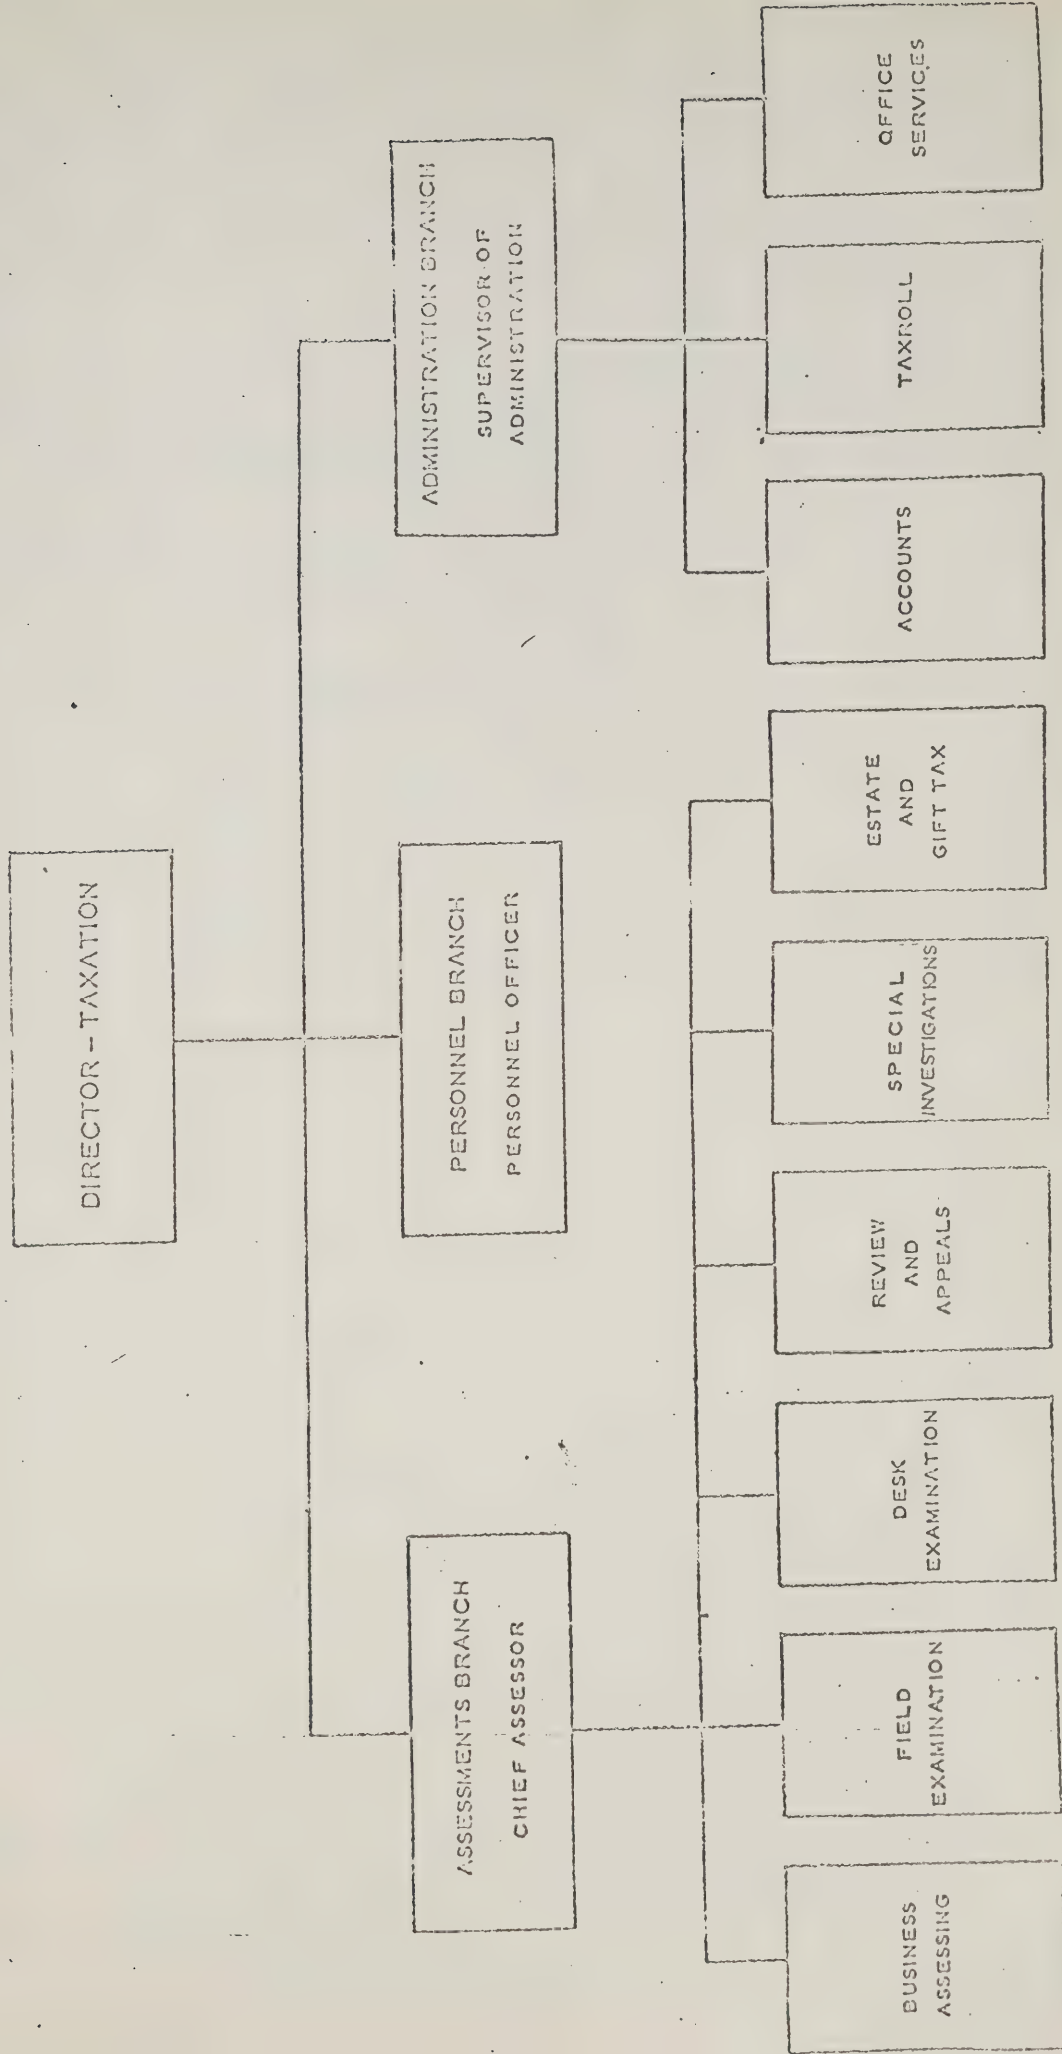 DIRECTOR – TAXATION
ASSESSMENTS BRANCH
CHIEF ASSESSOR
PERSONNEL BRANCH
PERSONNEL OFFICER
ADMINISTRATION BRANCH
SUPERVISOR OF
ADMINISTRATION
BUSINESS
ASSESSING
FIELD
EXAMINATION
DESK
EXAMINATION
REVIEW
AND
APPEALS
SPECIAL
INVESTIGATIONS
ESTATE
AND
GIFT TAX
ACCOUNTS
TAXROLL
OFFICE
SERVICES